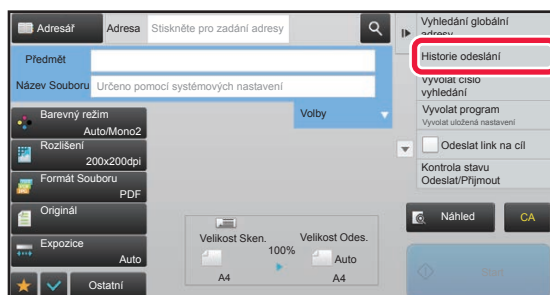 Adresář
Adresa
Stiskněte pro zadání adresy
Předmět
Název Souboru
Určeno pomocí systémových nastavení
Volby
Barevný režim
Auto/Mono2
Rozlišení
200x200dpi
Formát Souboru
PDF
Originál
Expozice
Auto
Ostatní
Velikost Sken.
100%
Velikost Odes.
Auto
A4
A4
Vyhledání globální
adresy
Historie odeslání
Vyvolat číslo
vyhledání
Vyvolat program
Vyvolat uložená nastavení
Odeslat link na cíl
Kontrola stavu
Odeslat/Přijmout
Náhled
CA
Start